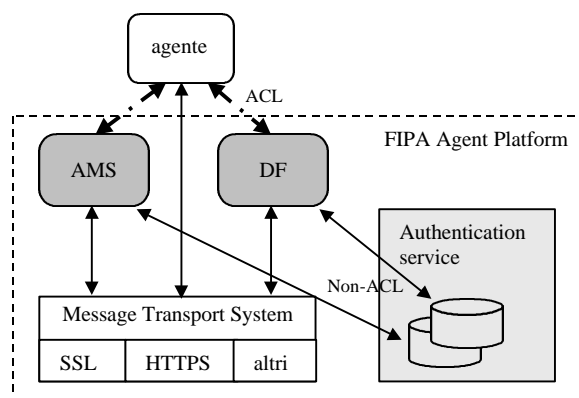 agente
ACL
FIPA Agent Platform
AMS
DF
Authentication
service
Non-ACL
Message Transport System
SSL
HTTPS
altri